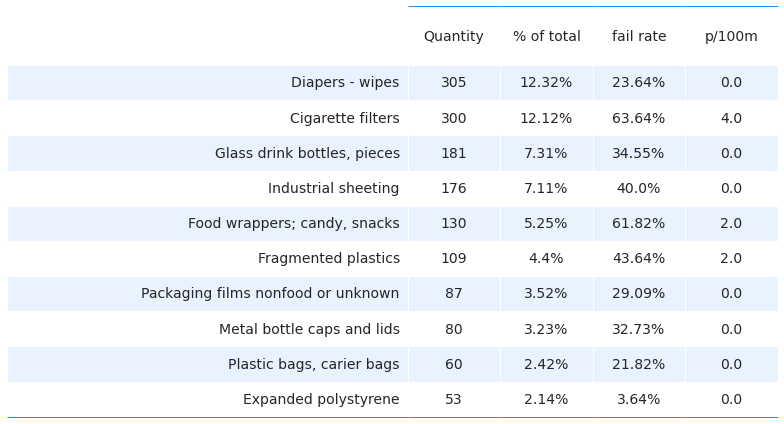 Quantity % of total fail rate p/100m
Diapers - wipes 305 12.32% 23.64% 0.0
Cigarette filters 300 12.12% 63.64% 4.0
Glass drink bottles, pieces 181 7.31% 34.55% 0.0
Industrial sheeting 176 7.11% 40.0% 0.0
Food wrappers; candy, snacks 130 5.25% 61.82% 2.0
Fragmented plastics 109 4.4% 43.64% 2.0
Packaging films nonfood or unknown 87 3.52% 29.09% 0.0
Metal bottle caps and lids 80 3.23% 32.73% 0.0
Plastic bags, carier bags 60 2.42% 21.82% 0.0
Expanded polystyrene 53 2.14% 3.64% 0.0